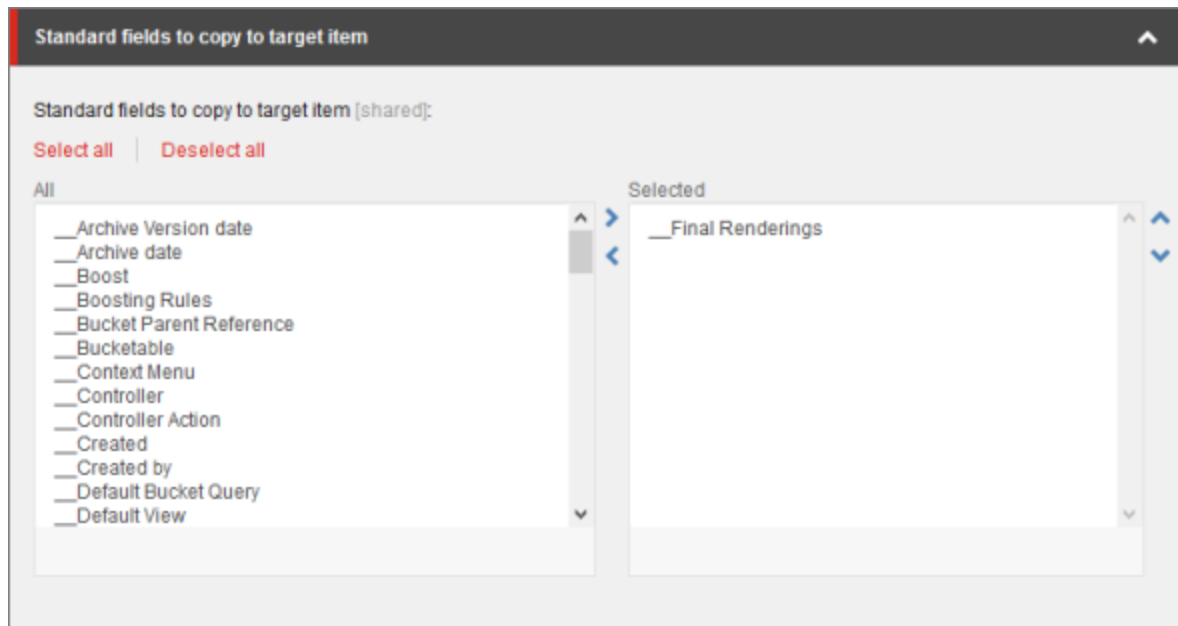 Standard fields to copy to target item
Standard fields to copy to target item [shared]:
Select all
Deselect all
All
__Archive Version date
__Archive date
__Boost
__Boosting Rules
__Bucket Parent Reference
__Bucketable
__Context Menu
__Controller
__Controller Action
__Created
__Created by
__Default Bucket Query
__Default View
Selected
__Final Renderings